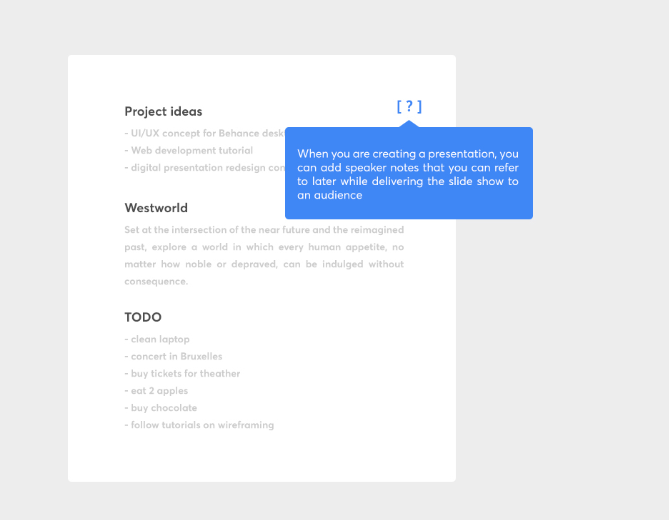 Project ideas
[ ? ]
- UI/UX concept for Behance desk
- Web development tutorial
- digital presentation redesign con
When you are creating a presentation, you
can add speaker notes that you can refer
to later while delivering the slide show to
an audience
Westworld
Set at the intersection of the near future and the reimagined
past, explore a world in which every human appetite, no
matter how noble or depraved, can be indulged without
consequence.
TODO
- clean laptop
- concert in Bruxelles
- buy tickets for theather
- eat 2 apples
- buy chocolate
- follow tutorials on wireframing